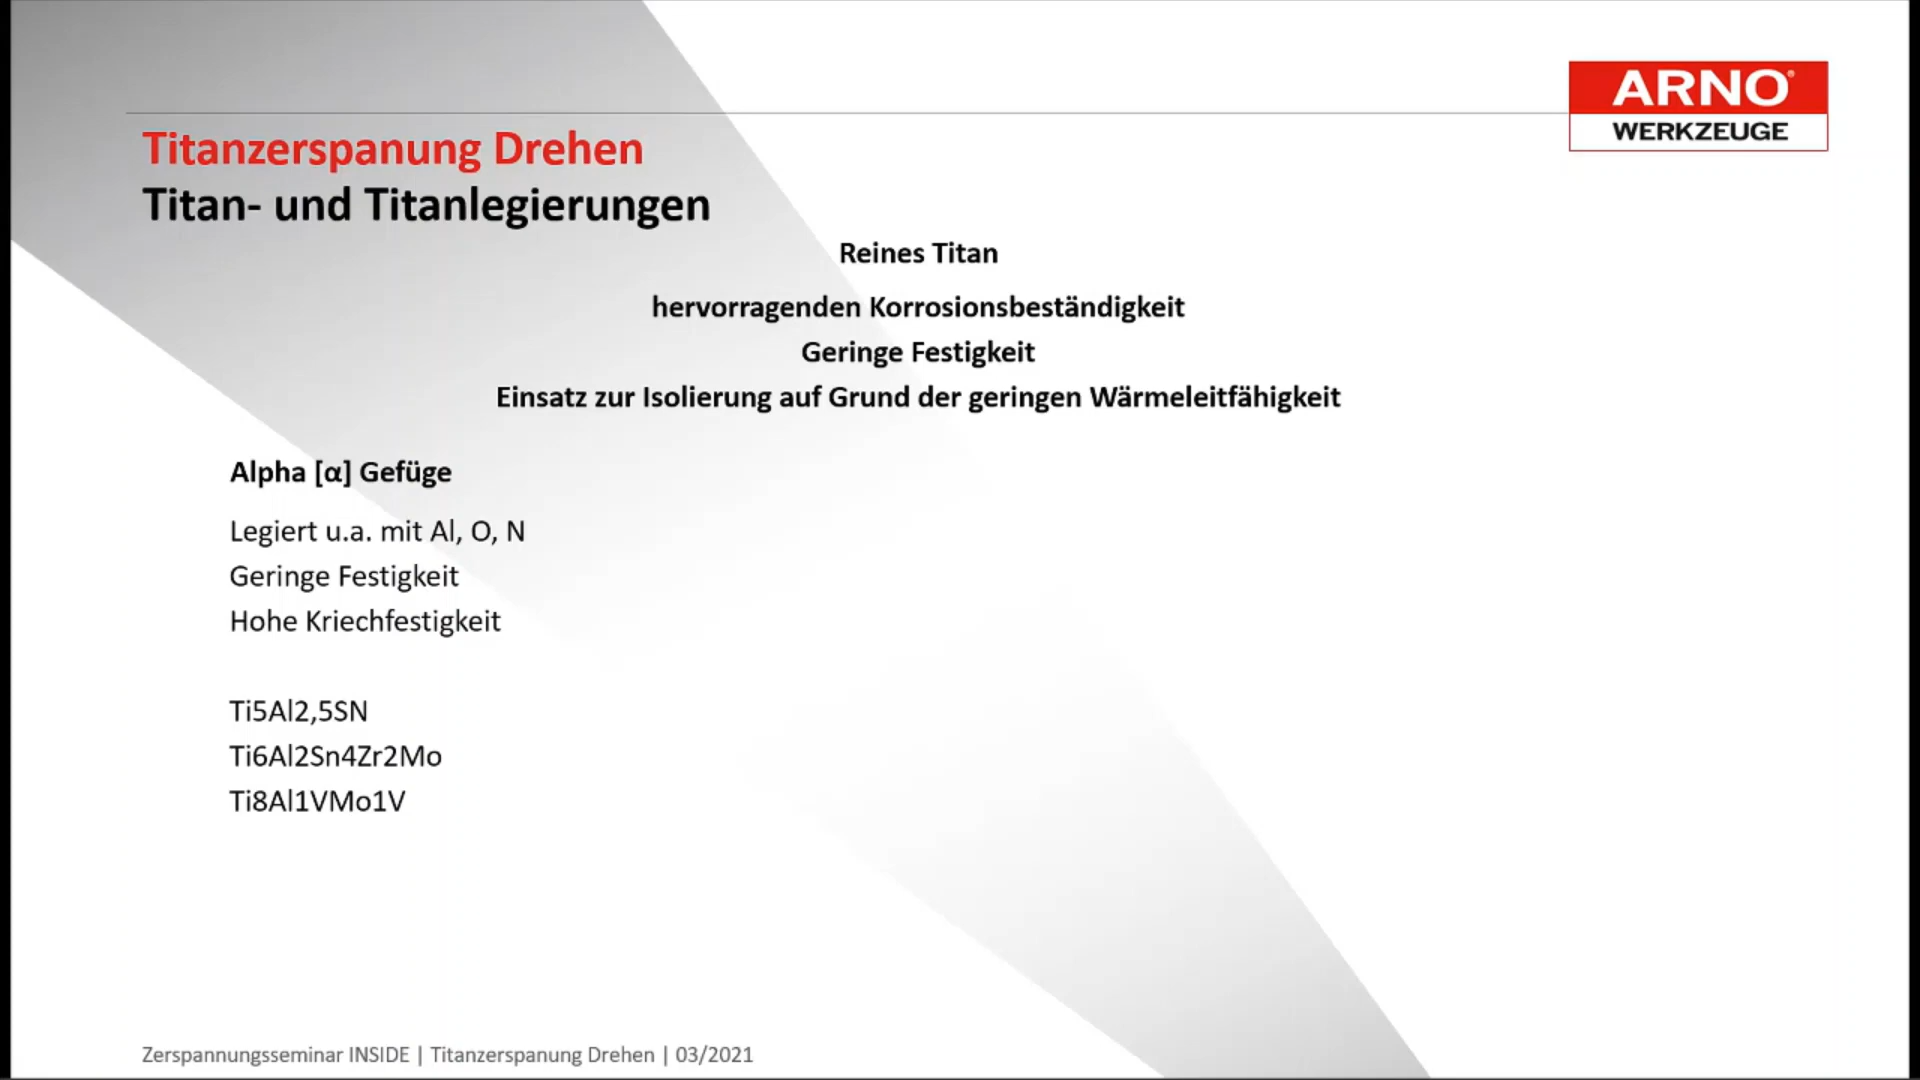 ARNO®
WERKZEUGE
Titanzerspanung Drehen
Titan- und Titanlegierungen
Reines Titan
hervorragenden Korrosionsbeständigkeit
Geringe Festigkeit
Einsatz zur Isolierung auf Grund der geringen Wärmeleitfähigkeit
Alpha [α] Gefüge
Legiert u.a. mit Al, O, N
Geringe Festigkeit
Hohe Kriechfestigkeit
Ti5Al2,5SN
Ti6Al2Sn4Zr2Mo
Ti8Al1VMo1V
Zerspannungsseminar INSIDE | Titanzerspanung Drehen | 03/2021